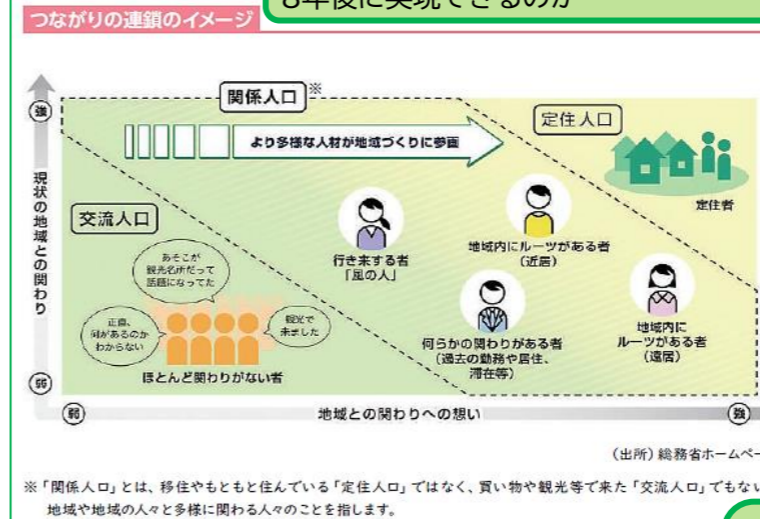 8年後に実現できるのか
つながりの連鎖のイメージ
関係人口
※
強
より多様な人材が地域づくりに参画
定住人口
定住者
現状の地域との関わり
交流人口
行き来する者
「風の人」
地域内にルーツがある者
（近居）
あそこが
観光名所だって
話題になってた
正直、
何があるのか
わからない
観光で
来ました
何らかの関わりがある者
（過去の勤務や居住、
滞在等）
地域内に
ルーツがある者
（遠居）
ほとんど関わりがない者
弱
弱
地域との関わりへの想い
強
（出所）総務省ホームペー
※「関係人口」とは、移住やもともと住んでいる「定住人口」ではなく、買い物や観光等で来た「交流人口」でもない
地域や地域の人々と多様に関わる人々のことを指します。